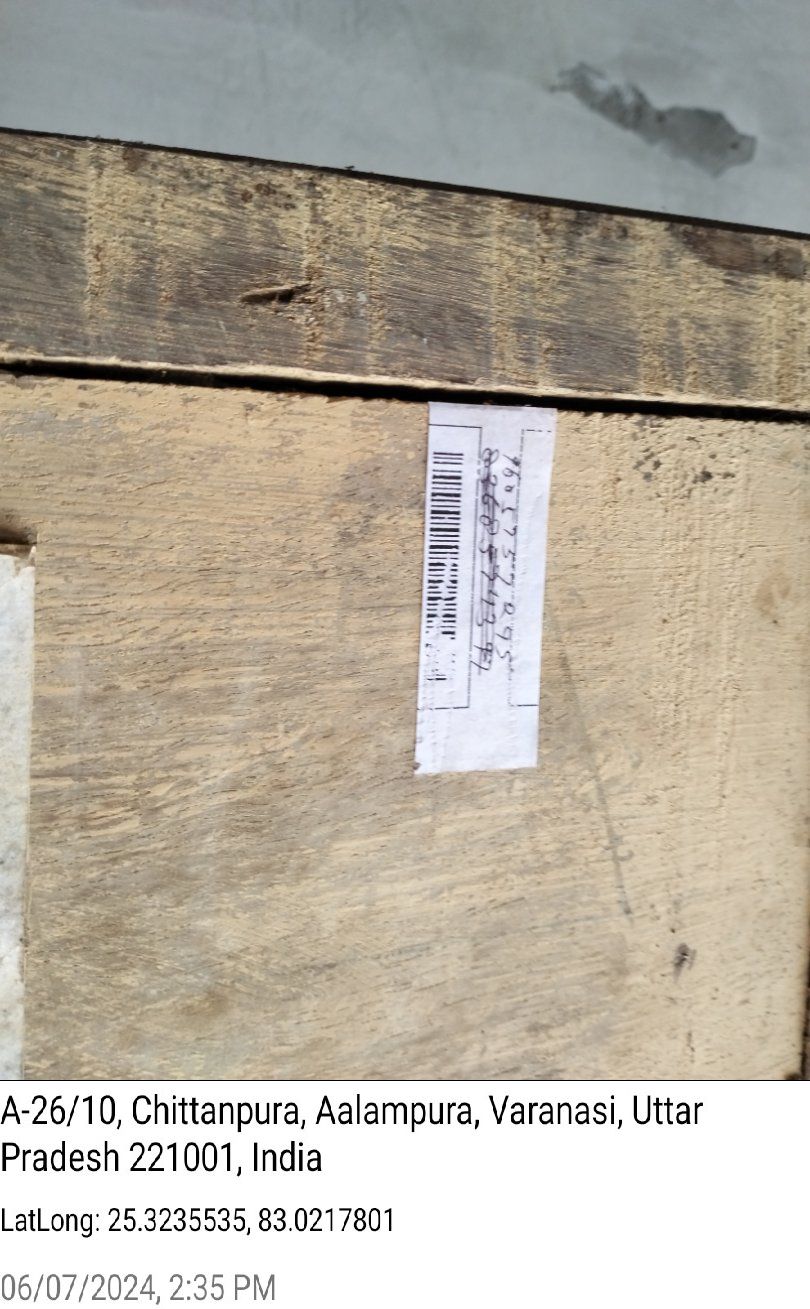 A-26/10, Chittanpura, Aalampura, Varanasi, Uttar
Pradesh 221001, India
LatLong: 25.3235535, 83.0217801
06/07/2024, 2:35 PM